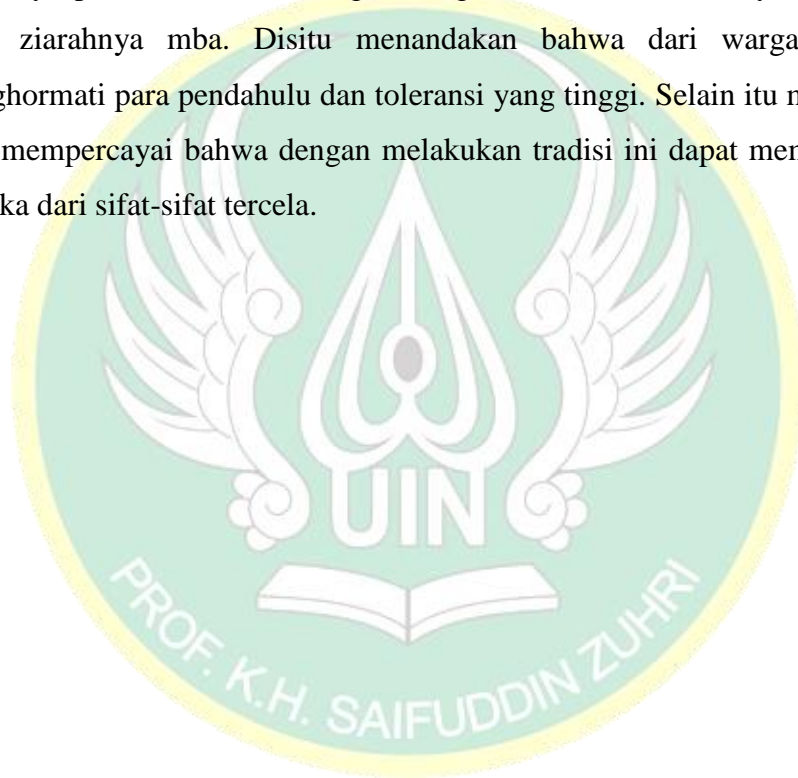 ziarahnya mba. Disitu menandakan bahwa dari warga
ghormati para pendahulu dan toleransi yang tinggi. Selain itu
mempercayai bahwa dengan melakukan tradisi ini dapat men
ka dari sifat-sifat tercela.
UIN
PROF. K.H. SAIFUDDIN ZUHRI